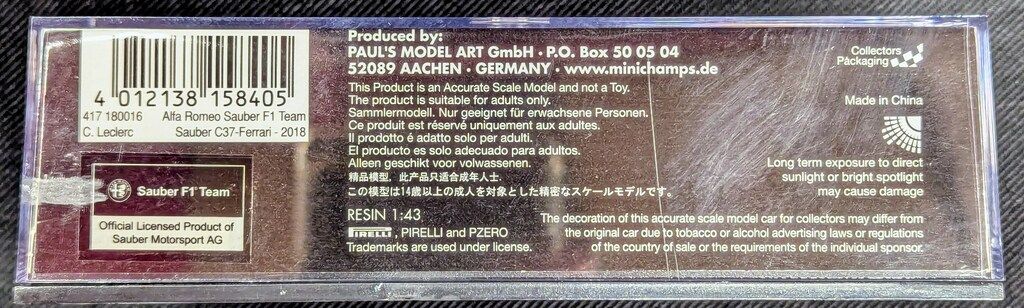 4 012138 158405
417 180016 Alfa Romeo Sauber F1 Team
C. Leclerc Sauber C37-Ferrari - 2018
Sauber F1 Team
Official Licensed Product of
Sauber Motorsport AG
Produced by:
PAUL'S MODEL ART GmbH · P.O. Box 50 05 04
52089 AACHEN · GERMANY · www.minichamps.de
This Product is an Accurate Scale Model and not a Toy.
The product is suitable for adults only.
Sammlermodell. Nur geeignet für erwachsene Personen.
Ce produit est réservé uniquement aux adultes.
Il prodotto é adatto solo per adulti.
El producto es solo adecuado para adultos.
Alleen geschikt voor volwassenen.
精品模型，此产品只适合成年人士.
この模型は14歳以上の成人を対象とした精密なスケールモデルです。
RESIN 1:43
PIRELLI, PIRELLI and PZERO
Trademarks are used under license.
Collectors
Packaging
Made in China
Long term exposure to direct
sunlight or bright spotlight
may cause damage
The decoration of this accurate scale model car for collectors may differ from
the original car due to tobacco or alcohol advertising laws or regulations
of the country of sale or the requirements of the individual sponsor.